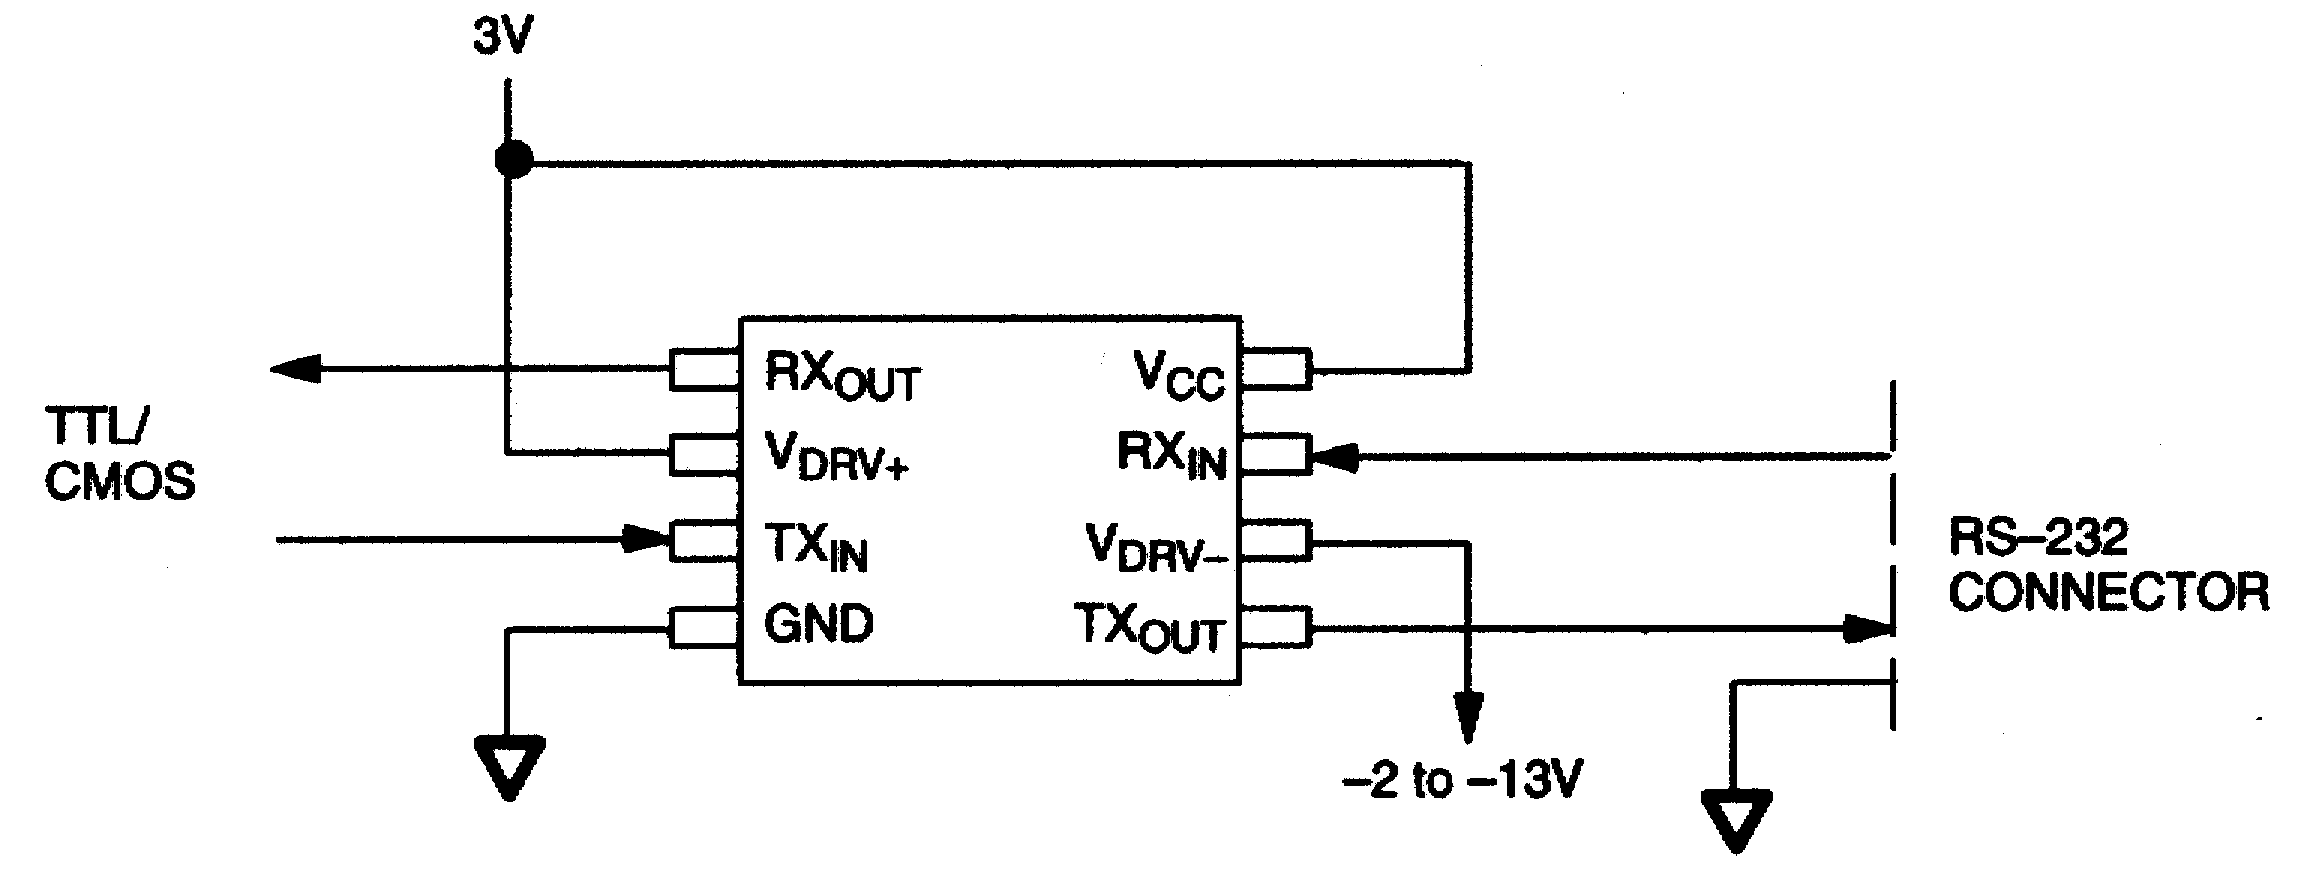 3V
TTL/
CMOS
RXOUT
VDRV+
TXIN
GND
VCC
RXIN
VDRV–
TXOUT
RS–232
CONNECTOR
–2 to –13V